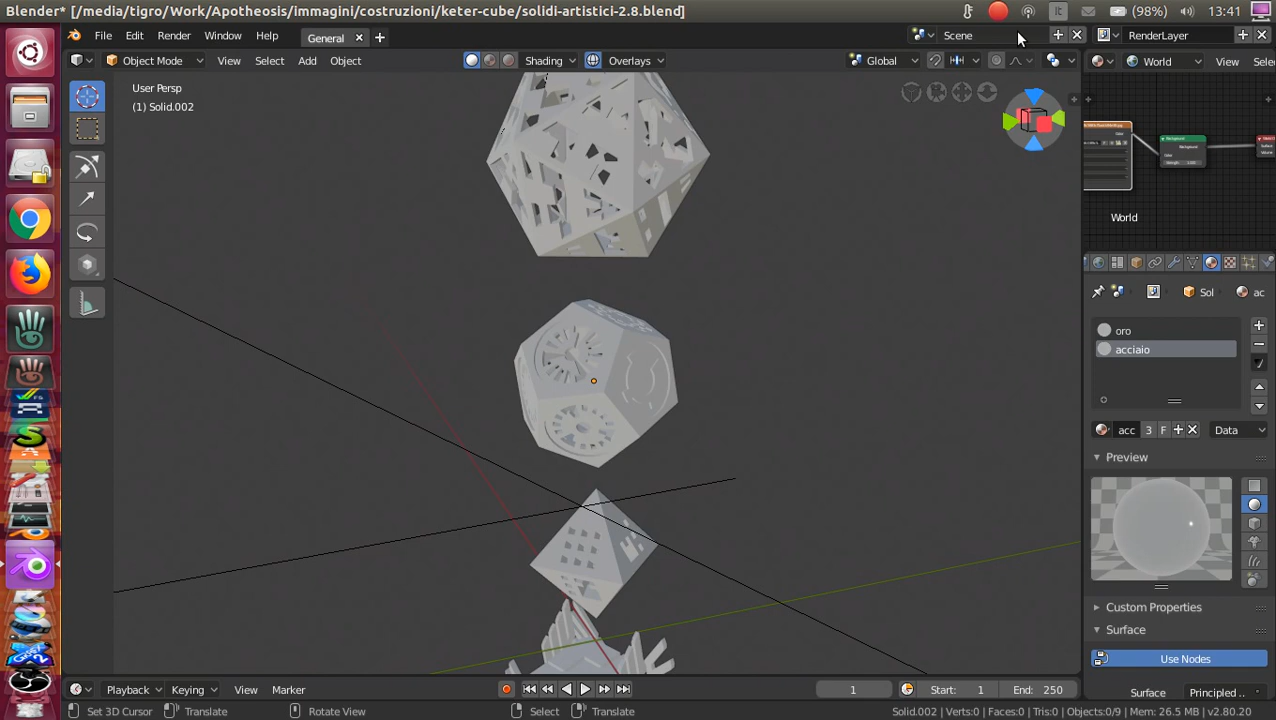 Blender* [/media/tigro/Work/Apotheosis/immagini/costruzioni/keter-cube/solidi-artistici-2.8.blend]
It (98%) 13:41
File Edit Render Window Help General Scene RenderLayer
Object Mode View Select Add Object Shading Overlays Global World View
User Persp
(1) Solid.002
Background
World
Sol
oro
acciaio
acc 3 F Data
Preview
Custom Properties
Surface
Use Nodes
Surface Principled ..
Playback Keying View Marker 1 Start: 1 End: 250
Set 3D Cursor Translate Rotate View Select Translate Solid.002 | Verts:0 | Faces:0 | Tris:0 | Objects:0/9 | Mem: 26.5 MB | v2.80.20